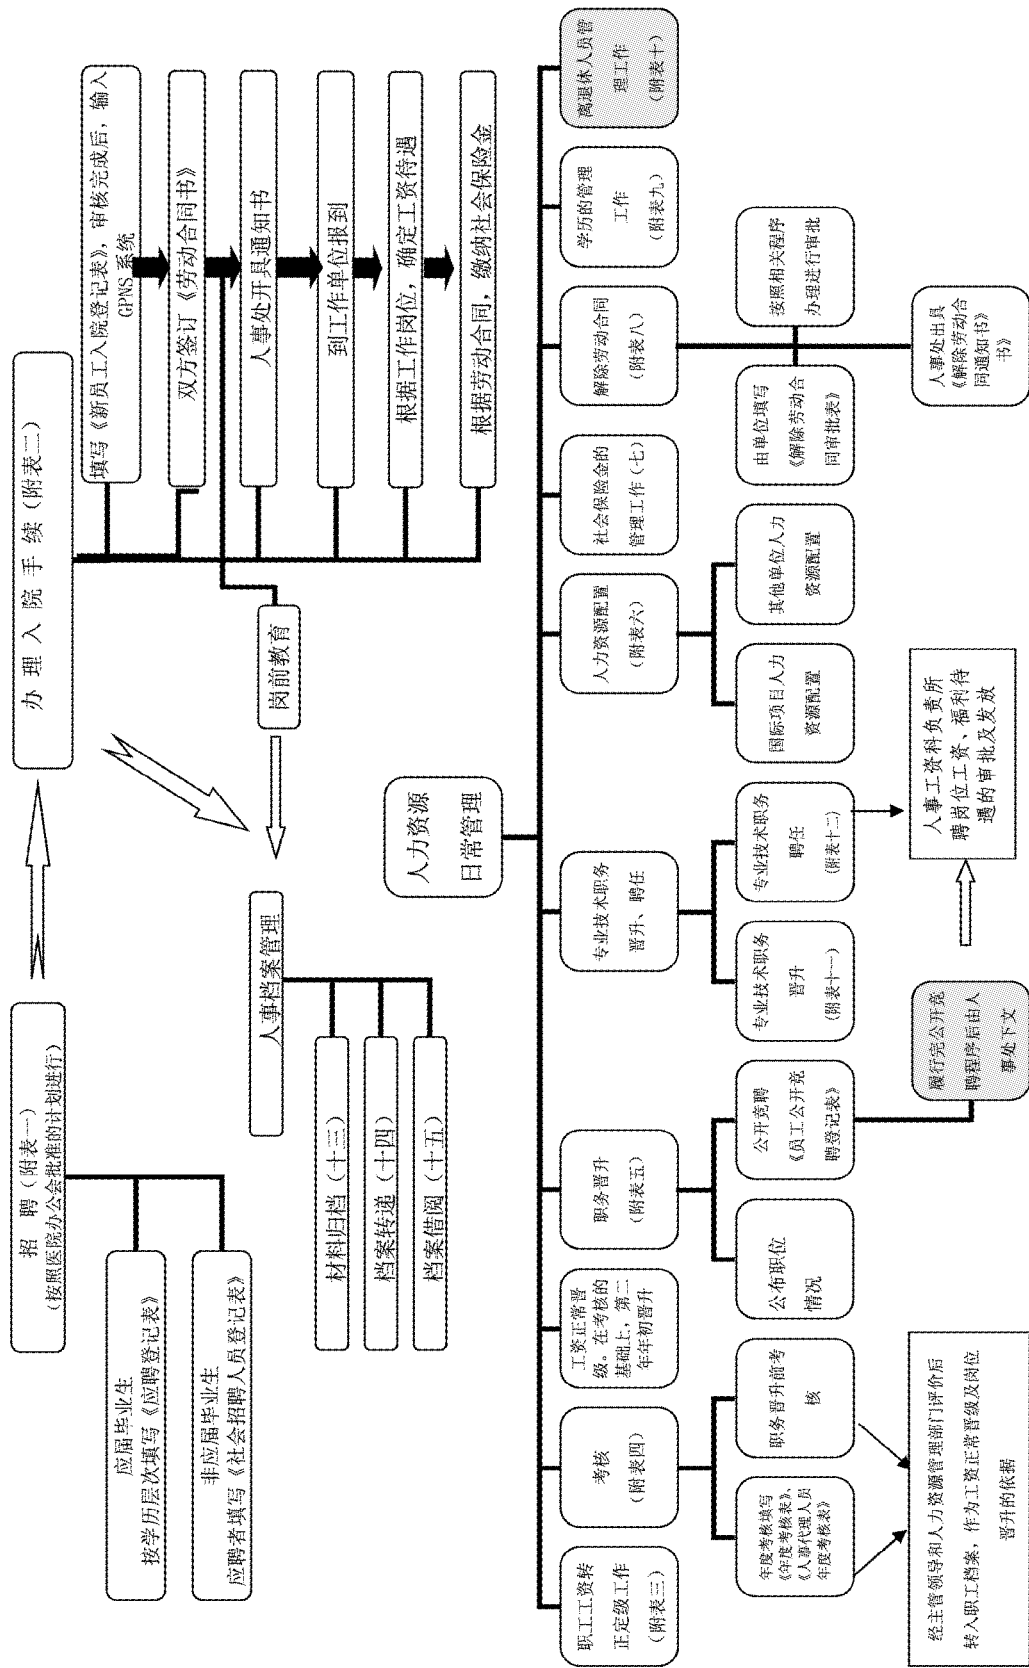 招 聘（附表一）
（按照医院办公会批准的计划进行）
应届毕业生
按学历层次填写《应聘登记表》
非应届毕业生
应聘者填写《社会招聘人员登记表》
办 理 入 院 手 续（附表二）
填写《新员工入院登记表》，审核完成后，输入
GPNS 系统
双方签订《劳动合同书》
人事处开具通知书
到工作单位报到
根据工作岗位，确定工资待遇
根据劳动合同，缴纳社会保险金
岗前教育
人事档案管理
材料归档（十三）
档案转递（十四）
档案借阅（十五）
人力资源
日常管理
职工工资转
正定级工作
（附表三）
考核
（附表四）
工资正常晋
级。在考核的
基础上，第二
年年初晋升
职务晋升
（附表五）
专业技术职务
晋升、聘任
人力资源配置
（附表六）
社会保险金的
管理工作（七）
解除劳动合同
（附表八）
学历的管理
工作
（附表九）
离退休人员管
理工作
（附表十）
年度考核填写
《年度考核表》、
《人事代理人员
年度考核表》
职务晋升前考
核
公布职位
情况
公开竞聘
《员工公开竞
聘登记表》
专业技术职务
晋升
（附表十一）
专业技术职务
聘任
（附表十二）
国际项目人力
资源配置
其他单位人力
资源配置
由单位填写
《解除劳动合
同审批表》
按照相关程序
办理进行审批
经主管领导和人力资源管理部门评价后
转入职工档案，作为工资正常晋级及岗位
晋升的依据
履行完公开竞
聘程序后由人
事处下文
人事工资科负责所
聘岗位工资、福利待
遇的审批及发放
人事处出具
《解除劳动合
同通知书》
书》